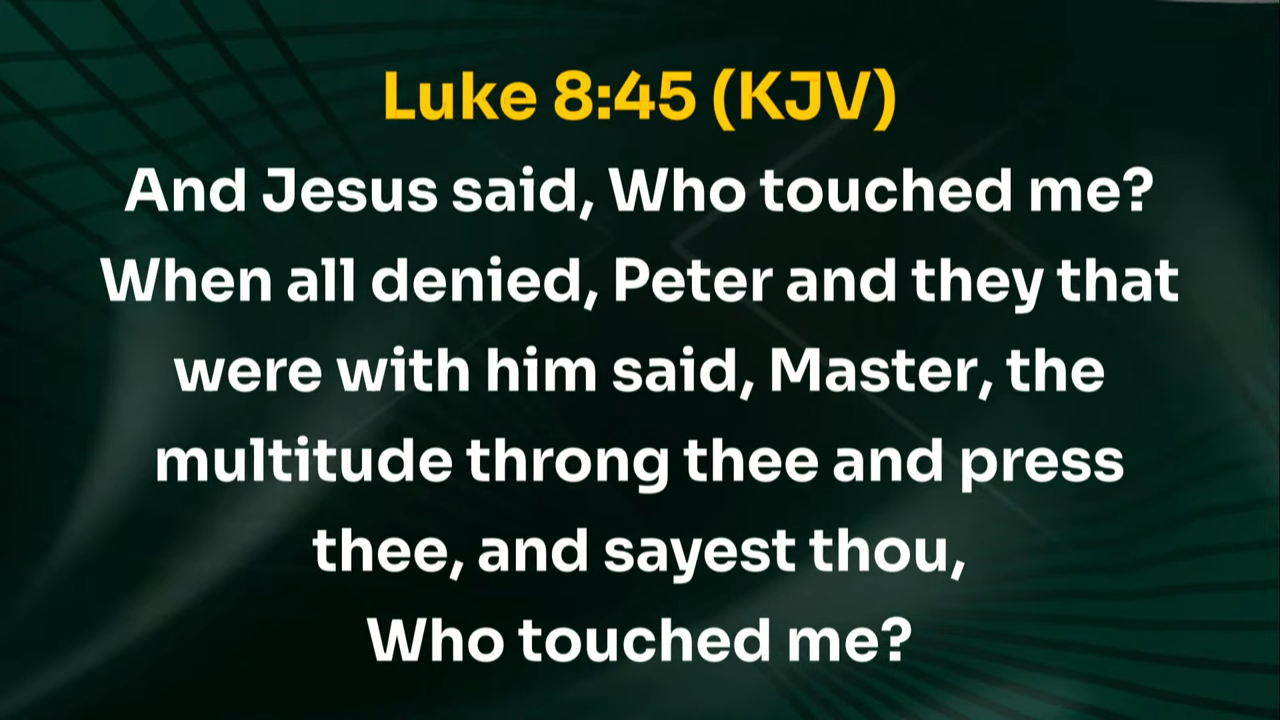 Luke 8:45 (KJV)
And Jesus said, Who touched me?
When all denied, Peter and they that
were with him said, Master, the
multitude throng thee and press
thee, and sayest thou,
Who touched me?